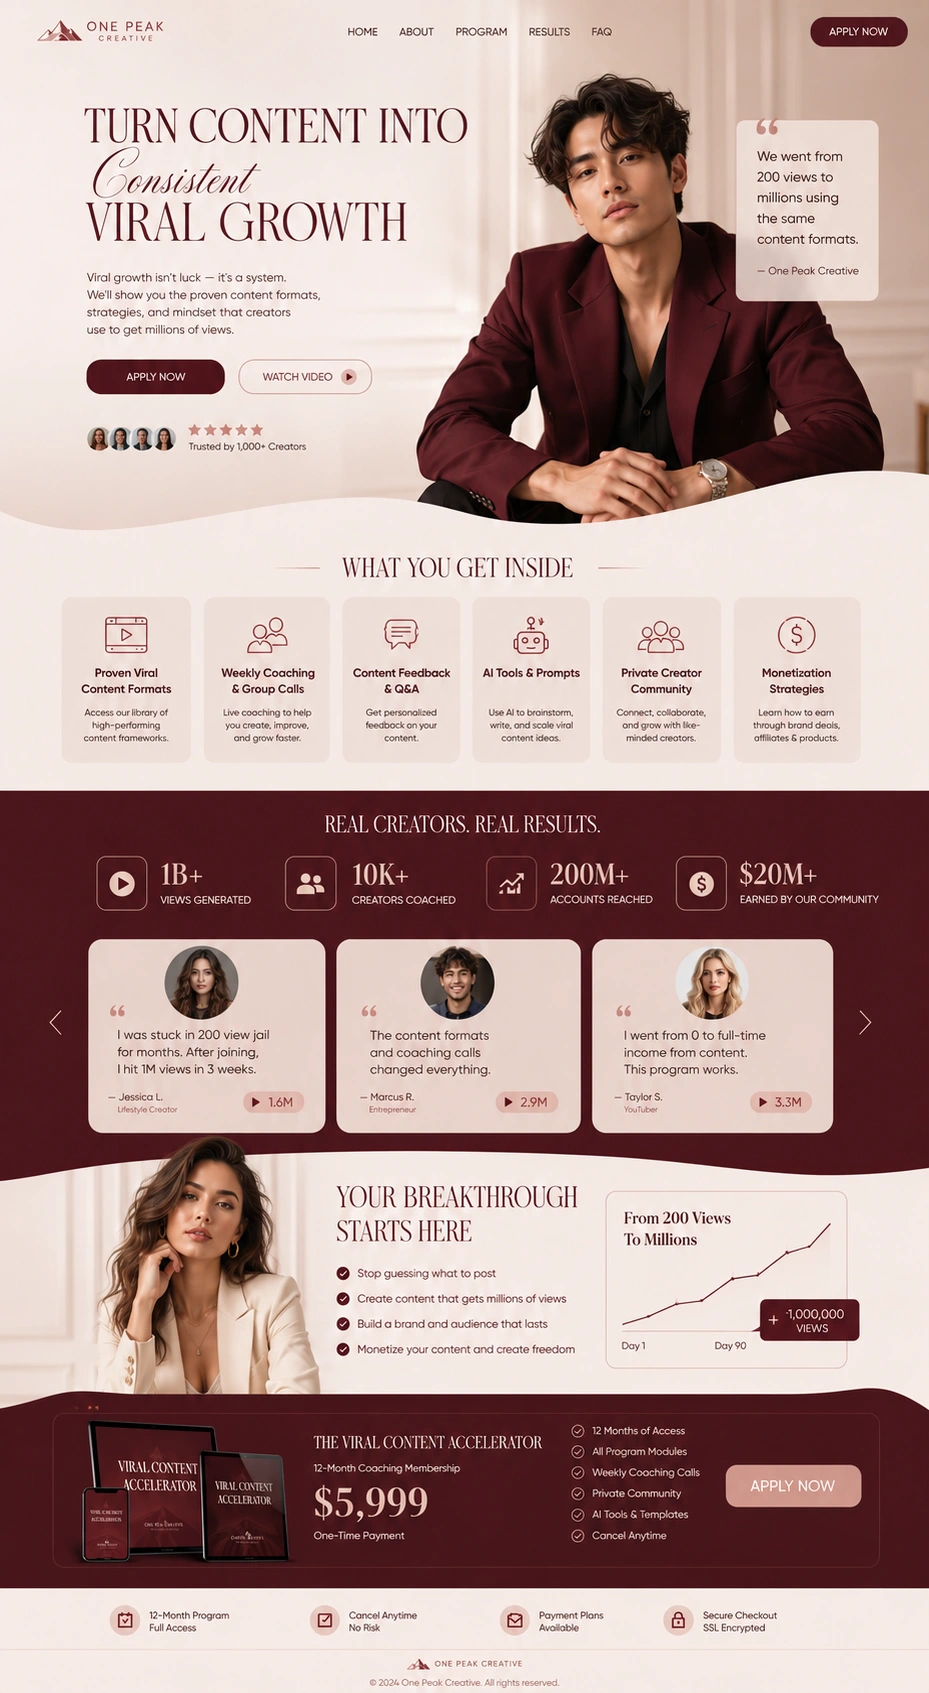 ONE PEAK
CREATIVE
HOME
ABOUT
PROGRAM
RESULTS
FAQ
APPLY NOW
TURN CONTENT INTO
Consistent
VIRAL GROWTH
Viral growth isn't luck — it's a system.
We'll show you the proven content formats,
strategies, and mindset that creators
use to get millions of views.
APPLY NOW
WATCH VIDEO
Trusted by 1,000+ Creators
“
We went from
200 views to
millions using
the same
content formats.
— One Peak Creative
WHAT YOU GET INSIDE
Proven Viral
Content Formats
Access our library of
high-performing
content frameworks.
Weekly Coaching
& Group Calls
Live coaching to help
you create, improve,
and grow faster.
Content Feedback
& Q&A
Get personalized
feedback on your
content.
AI Tools & Prompts
Use AI to brainstorm,
write, and scale viral
content ideas.
Private Creator
Community
Connect, collaborate,
and grow with like-
minded creators.
Monetization
Strategies
Learn how to earn
through brand deals,
affiliates & products.
REAL CREATORS. REAL RESULTS.
1B+
VIEWS GENERATED
10K+
CREATORS COACHED
200M+
ACCOUNTS REACHED
$20M+
EARNED BY OUR COMMUNITY
“
I was stuck in 200 view jail
for months. After joining,
I hit 1M views in 3 weeks.
— Jessica L.
Lifestyle Creator
1.6M
“
The content formats
and coaching calls
changed everything.
— Marcus R.
Entrepreneur
2.9M
“
I went from 0 to full-time
income from content.
This program works.
— Taylor S.
YouTuber
3.3M
YOUR BREAKTHROUGH
STARTS HERE
Stop guessing what to post
Create content that gets millions of views
Build a brand and audience that lasts
Monetize your content and create freedom
From 200 Views
To Millions
Day 1
Day 90
+ -1,000,000
VIEWS
VIRAL CONTENT
ACCELERATOR
VIRAL CONTENT
ACCELERATOR
THE VIRAL CONTENT ACCELERATOR
12-Month Coaching Membership
$5,999
One-Time Payment
12 Months of Access
All Program Modules
Weekly Coaching Calls
Private Community
AI Tools & Templates
Cancel Anytime
APPLY NOW
12-Month Program
Full Access
Cancel Anytime
No Risk
Payment Plans
Available
Secure Checkout
SSL Encrypted
ONE PEAK CREATIVE
© 2024 One Peak Creative. All rights reserved.